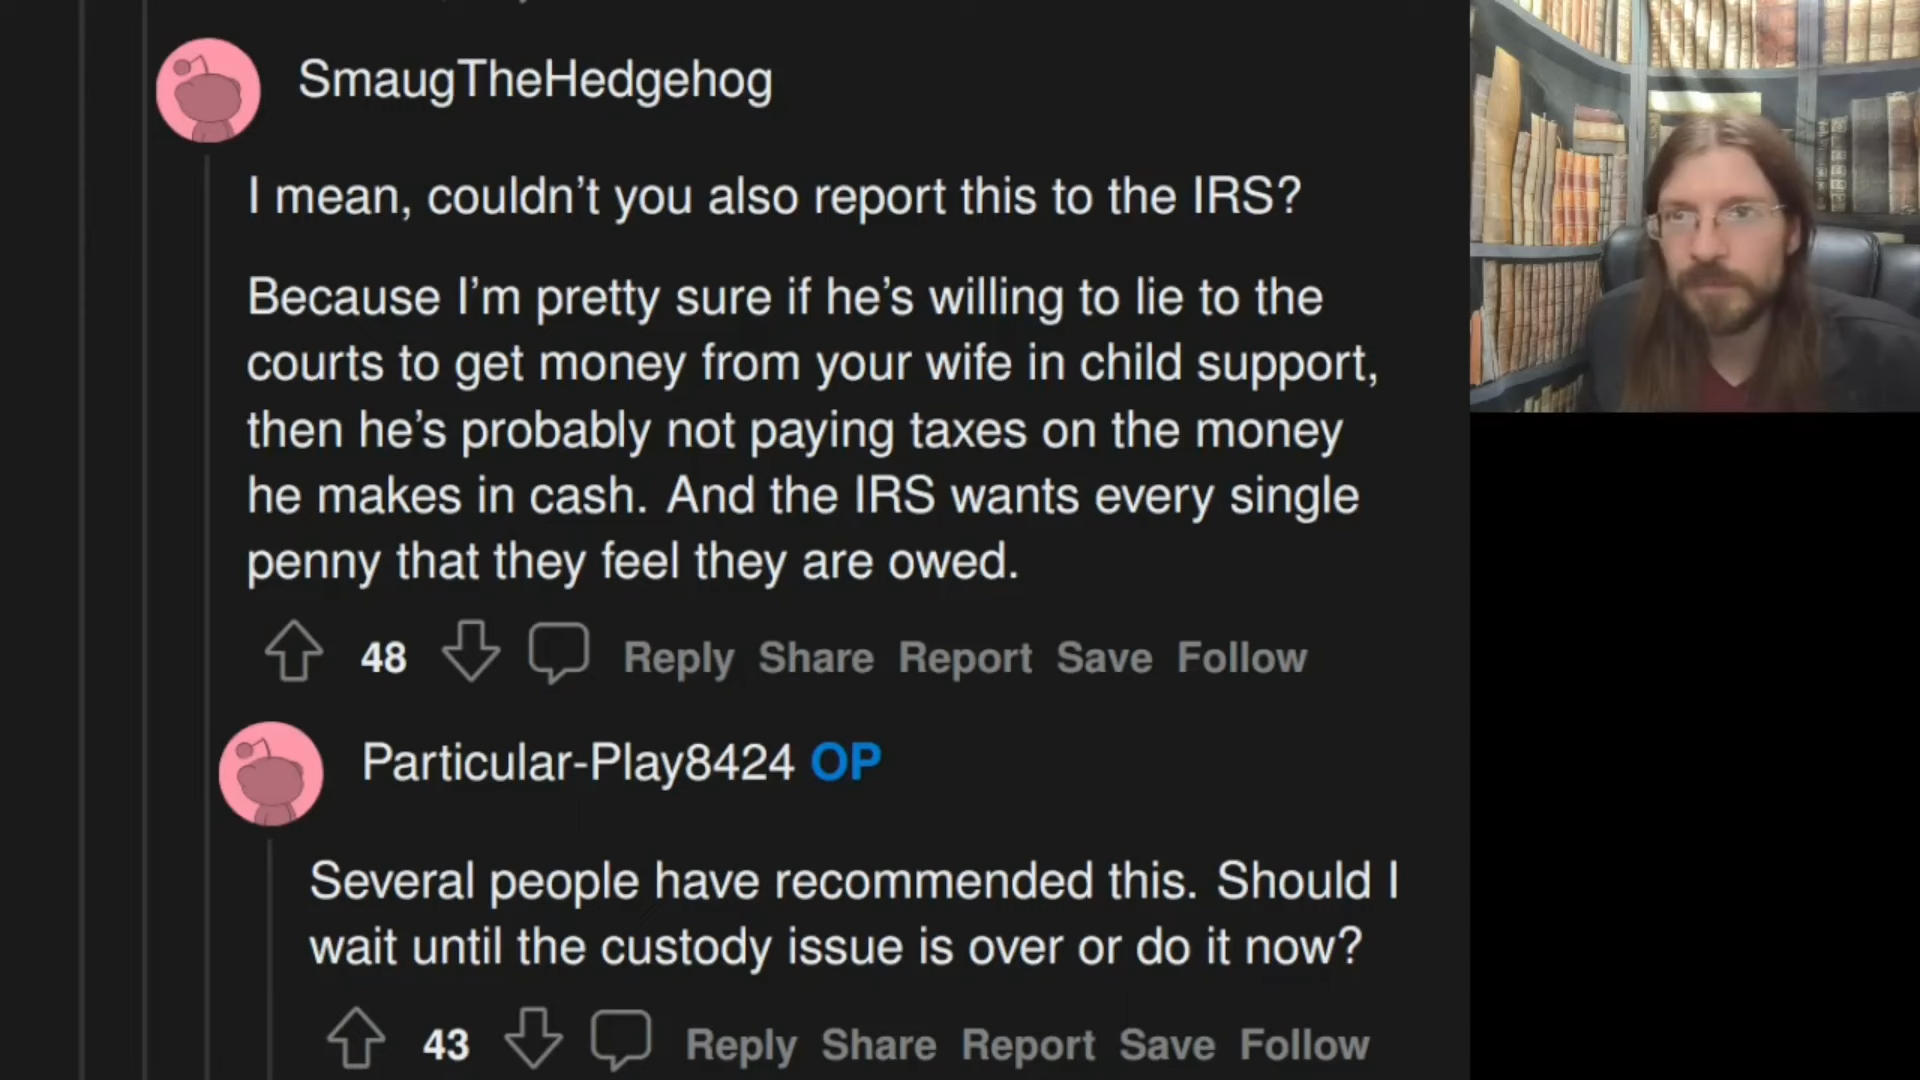 SmaugTheHedgehog
I mean, couldn’t you also report this to the IRS?
Because I’m pretty sure if he’s willing to lie to the
courts to get money from your wife in child support,
then he’s probably not paying taxes on the money
he makes in cash. And the IRS wants every single
penny that they feel they are owed.
48 Reply Share Report Save Follow
Particular-Play8424 OP
Several people have recommended this. Should I
wait until the custody issue is over or do it now?
43 Reply Share Report Save Follow